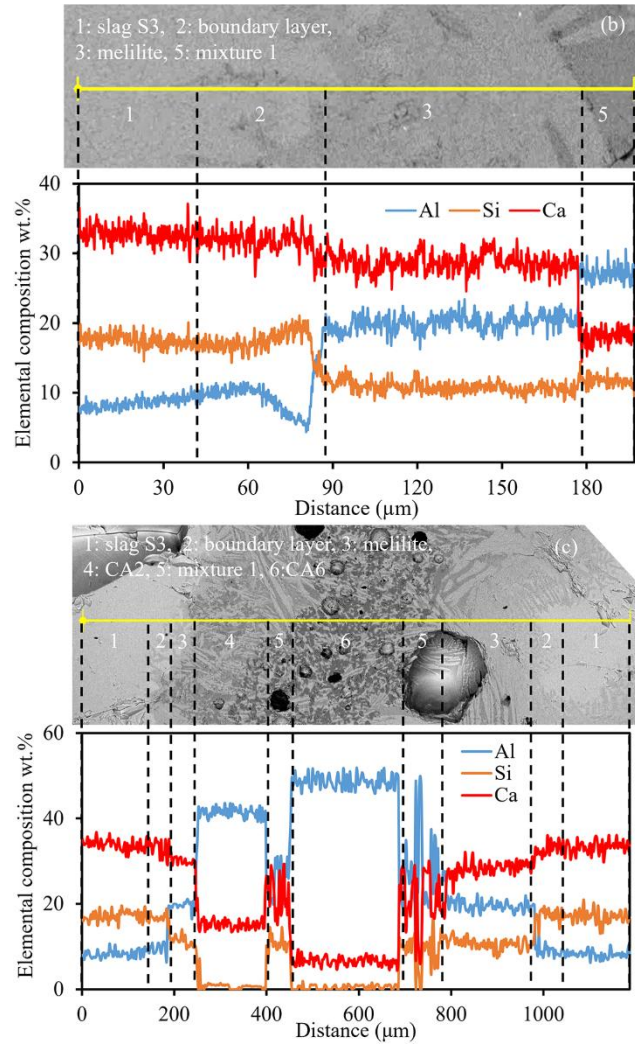 1: slag S3, 2: boundary layer, (b)
3: melilite, 5: mixture 1
1 2 3 5
40
30
20
10
0
Al Si Ca
Elemental composition wt.%
0 30 60 90 120 150 180
Distance (µm)
1: slag S3, 2: boundary layer, 3: melilite, (c)
4: CA2, 5: mixture 1, 6:CA6
1 2 3 4 5 6 5 3 2 1
60
40
20
0
Al
Si
Ca
Elemental composition wt.%
0 200 400 600 800 1000
Distance (µm)